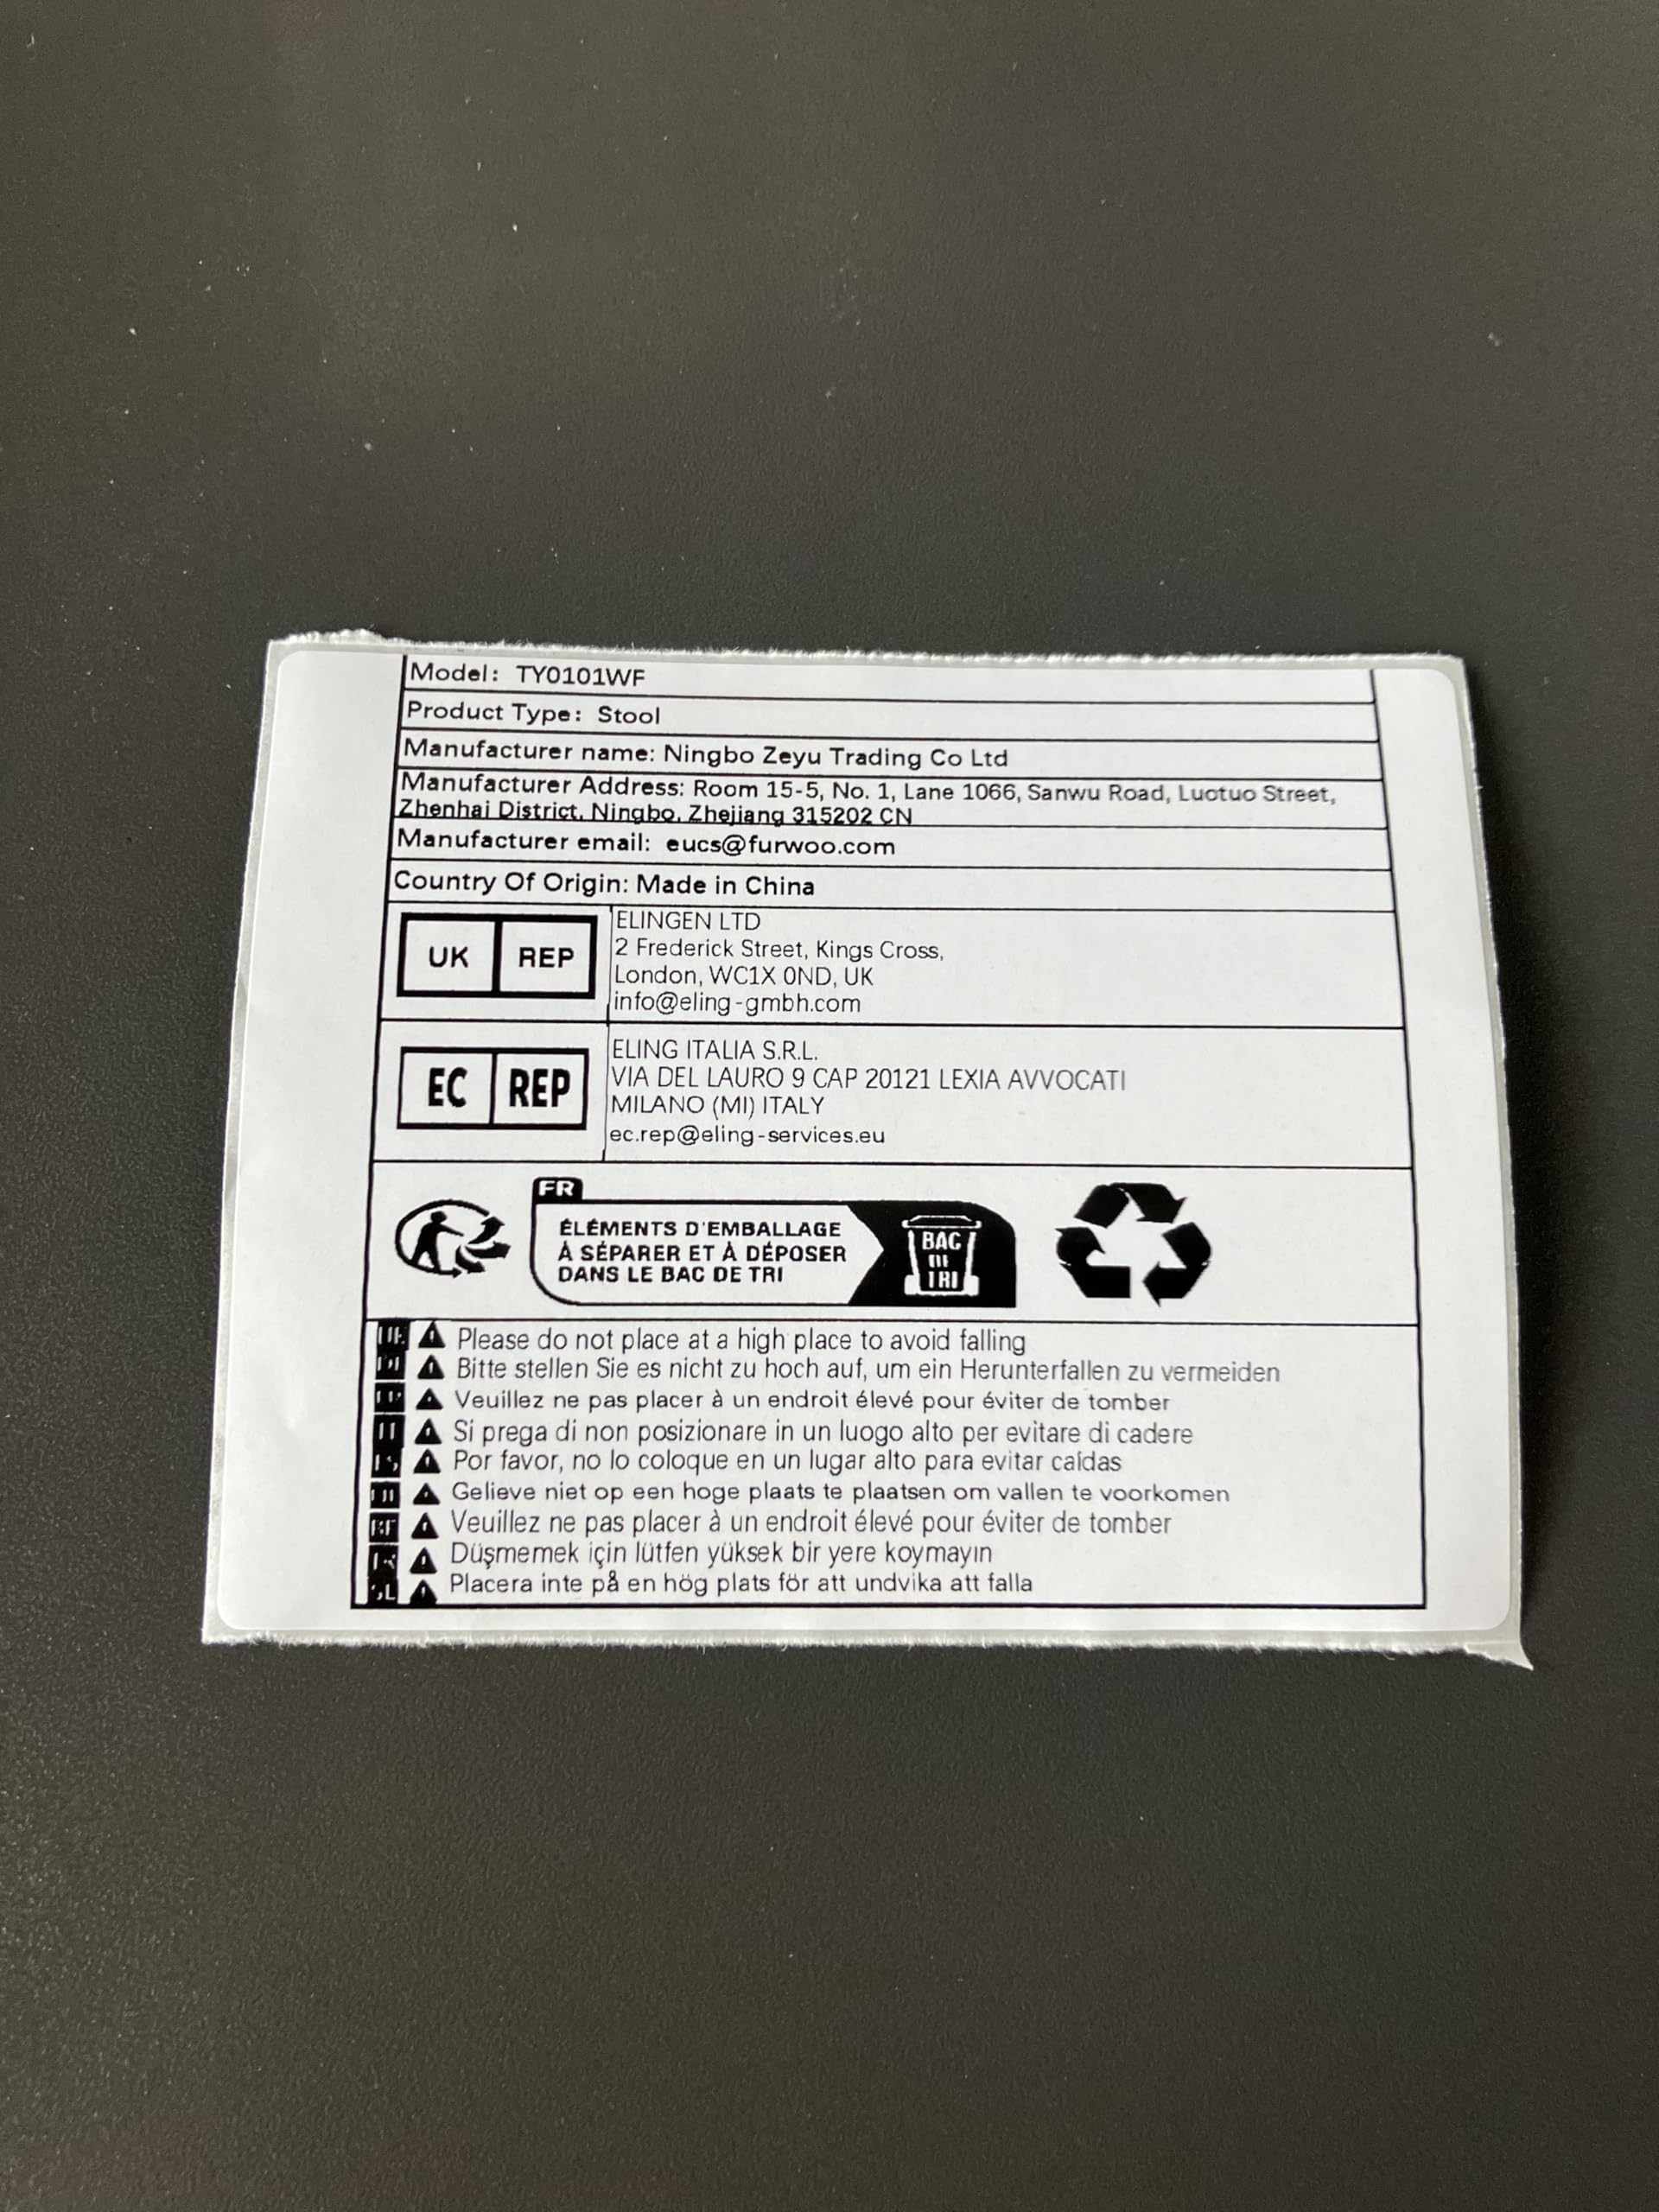 Model: TY0101WF
Product Type: Stool
Manufacturer name: Ningbo Zeyu Trading Co Ltd
Manufacturer Address: Room 15-5, No. 1, Lane 1066, Sanwu Road, Luotuo Street,
Zhenhai District, Ningbo, Zhejiang 315202 CN
Manufacturer email: eucs@furwoo.com
Country Of Origin: Made in China
UK REP
ELINGEN LTD
2 Frederick Street, Kings Cross,
London, WC1X 0ND, UK
info@eling-gmbh.com
EC REP
ELING ITALIA S.R.L.
VIA DEL LAURO 9 CAP 20121 LEXIA AVVOCATI
MILANO (MI) ITALY
ec.rep@eling-services.eu
FR
ÉLÉMENTS D'EMBALLAGE
À SÉPARER ET À DÉPOSER
DANS LE BAC DE TRI
BAC
DE
TRI
Please do not place at a high place to avoid falling
Bitte stellen Sie es nicht zu hoch auf, um ein Herunterfallen zu vermeiden
Veuillez ne pas placer à un endroit élevé pour éviter de tomber
Si prega di non posizionare in un luogo alto per evitare di cadere
Por favor, no lo coloque en un lugar alto para evitar caídas
Gelieve niet op een hoge plaats te plaatsen om vallen te voorkomen
BE Veuillez ne pas placer à un endroit élevé pour éviter de tomber
Düşmemek için lütfen yüksek bir yere koymayın
Placera inte på en hög plats för att undvika att falla